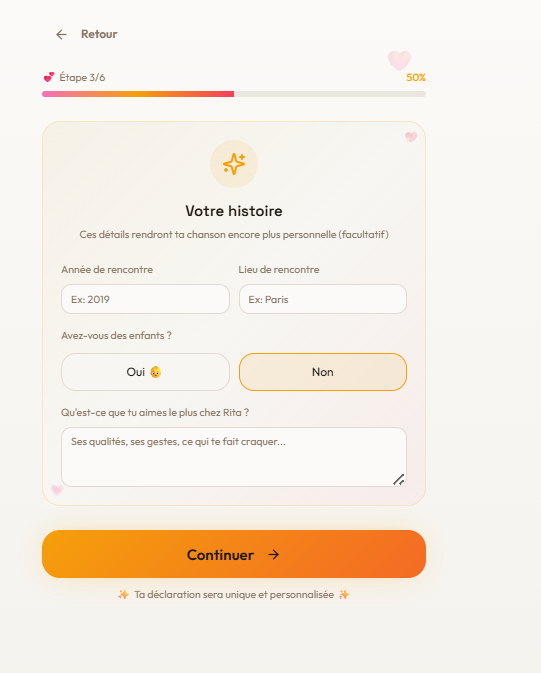 ← Retour
💕 Étape 3/6
50%
Votre histoire
Ces détails rendront ta chanson encore plus personnelle (facultatif)
Année de rencontre
Lieu de rencontre
Ex: 2019
Ex: Paris
Avez-vous des enfants ?
Oui 👶
Non
Qu'est-ce que tu aimes le plus chez Rita ?
Ses qualités, ses gestes, ce qui te fait craquer...
Continuer →
✨ Ta déclaration sera unique et personnalisée ✨